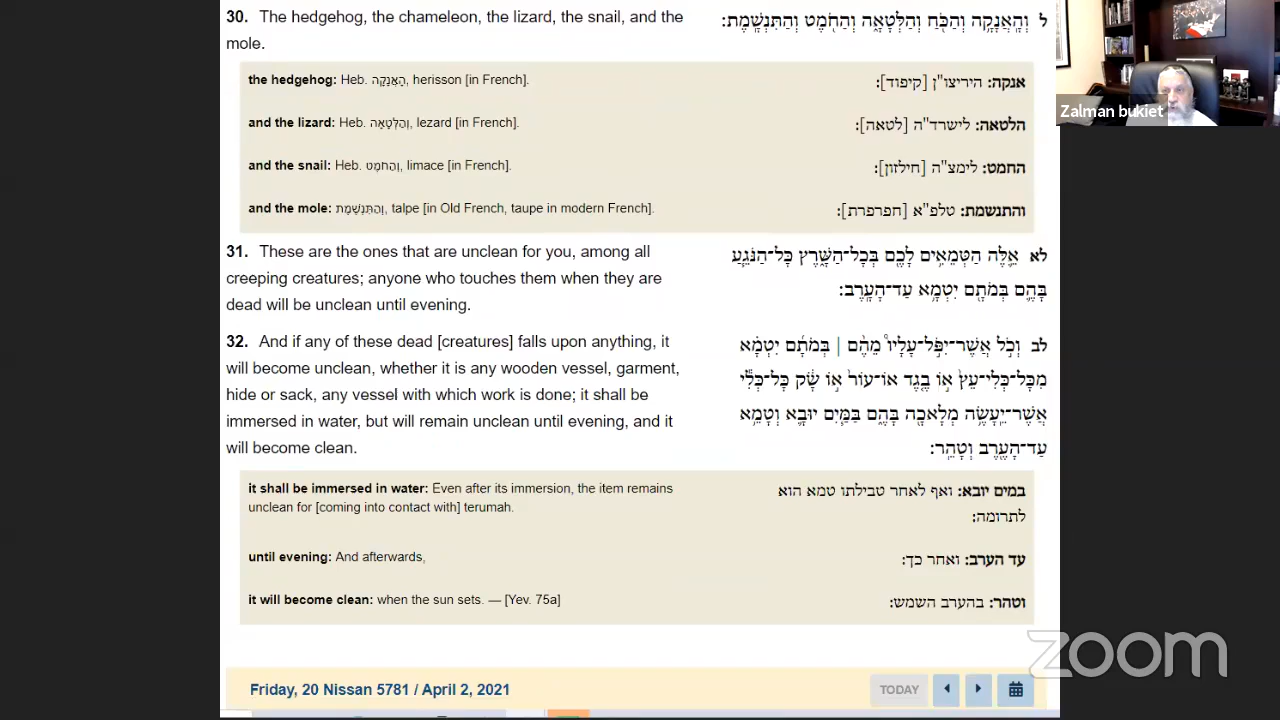 30. The hedgehog, the chameleon, the lizard, the snail, and the
mole.
ל וְהָאֲנָקָה וְהַכֹּחַ וְהַלְּטָאָה וְהַחֹמֶט וְהַתִּנְשָׁמֶת:
the hedgehog: Heb. הָאֲנָקָה, herisson [in French].
אנקה: היריצו"ן [קיפוד]:
and the lizard: Heb. וְהַלְּטָאָה, lezard [in French].
הלטאה: לישרד"ה [לטאה]:
and the snail: Heb. וְהַחֹמֶט, limace [in French].
החמט: לימצ"ה [חילזון]:
and the mole: Heb. וְהַתִּנְשָׁמֶת, talpe [in Old French, taupe in modern French].
והתנשמת: טלפ"א [חפרפרת]:
31. These are the ones that are unclean for you, among all
creeping creatures; anyone who touches them when they are
dead will be unclean until evening.
לא אֵלֶּה הַטְּמֵאִים לָכֶם בְּכָל־הַשָּׁרֶץ כָּל־הַנֹּגֵעַ
בָּהֶם בְּמֹתָם יִטְמָא עַד־הָעָרֶב:
32. And if any of these dead [creatures] falls upon anything, it
will become unclean, whether it is any wooden vessel, garment,
hide or sack, any vessel with which work is done; it shall be
immersed in water, but will remain unclean until evening, and it
will become clean.
לב וְכֹל אֲשֶׁר־יִפֹּל־עָלָיו מֵהֶם | בְּמֹתָם יִטְמָא
מִכָּל־כְּלִי־עֵץ אוֹ בֶגֶד אוֹ־עוֹר אוֹ שָׂק כָּל־כְּלִי
אֲשֶׁר־יֵעָשֶׂה מְלָאכָה בָּהֶם בַּמַּיִם יוּבָא וְטָמֵא
עַד־הָעֶרֶב וְטָהֵר:
it shall be immersed in water: Even after its immersion, the item remains
unclean for [coming into contact with] terumah.
במים יובא: ואף לאחר טבילתו טמא הוא
לתרומה:
until evening: And afterwards,
עד הערב: ואחר כך:
it will become clean: when the sun sets. — [Yev. 75a]
וטהר: בהערב השמש:
Friday, 20 Nissan 5781 / April 2, 2021
TODAY
Zalman bukiet
zoom